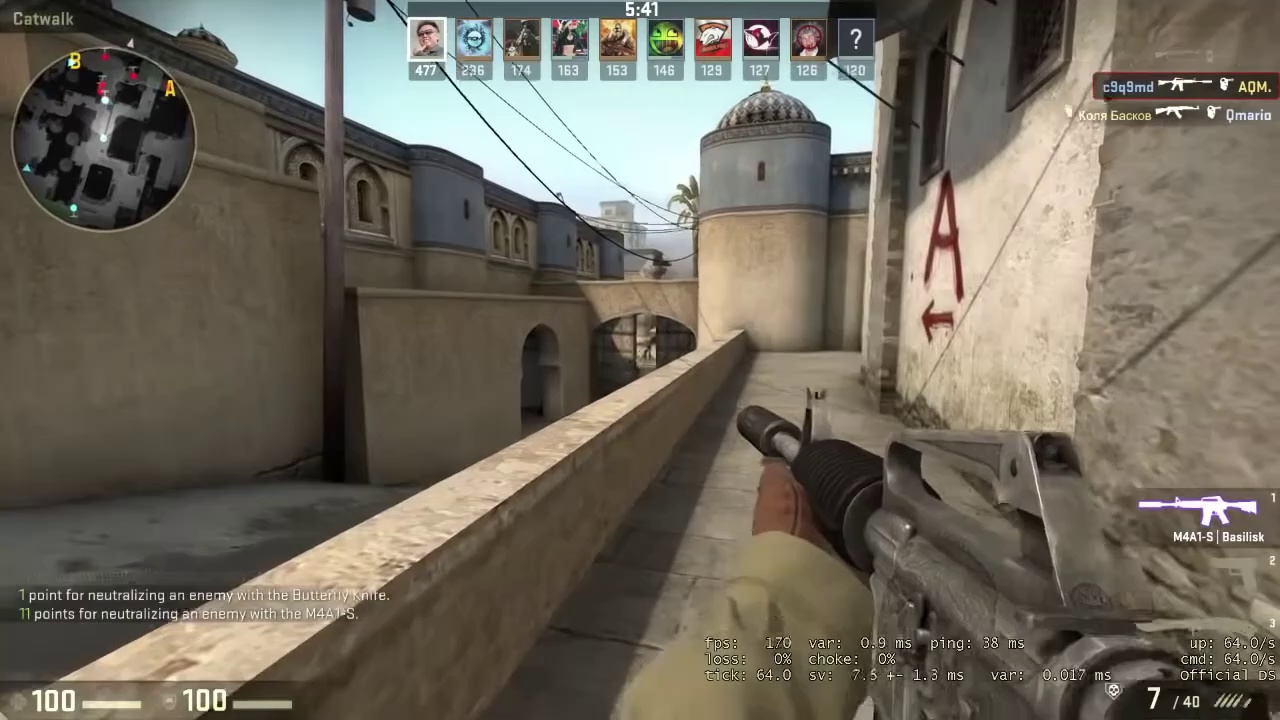 Catwalk
5:41
B
A
477 236 174 163 153 146 129 127 126 120
?
c9q9md AQM.
Коля Басков Qmario
A
1
M4A1-S | Basilisk
2
3
1 point for neutralizing an enemy with the Butterfly Knife.
11 points for neutralizing an enemy with the M4A1-S.
fps: 170 var: 0.9 ms ping: 38 ms up: 64.0/s
loss: 0% choke: 0% cmd: 64.0/s
tick: 64.0 sv: 7.5 +- 1.3 ms var: 0.017 ms Official DS
100 100 7 / 40